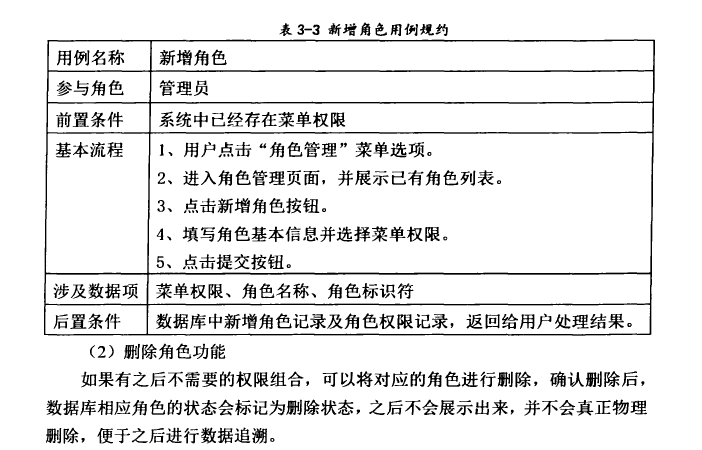 表 3-3 新增角色用例规约
用例名称 新增角色
参与角色 管理员
前置条件 系统中已经存在菜单权限
基本流程 1、用户点击“角色管理”菜单选项。
2、进入角色管理页面，并展示已有角色列表。
3、点击新增角色按钮。
4、填写角色基本信息并选择菜单权限。
5、点击提交按钮。
涉及数据项 菜单权限、角色名称、角色标识符
后置条件 数据库中新增角色记录及角色权限记录，返回给用户处理结果。
（2）删除角色功能
如果有之后不需要的权限组合，可以将对应的角色进行删除，确认删除后，
数据库相应角色的状态会标记为删除状态，之后不会展示出来，并不会真正物理
删除，便于之后进行数据追溯。